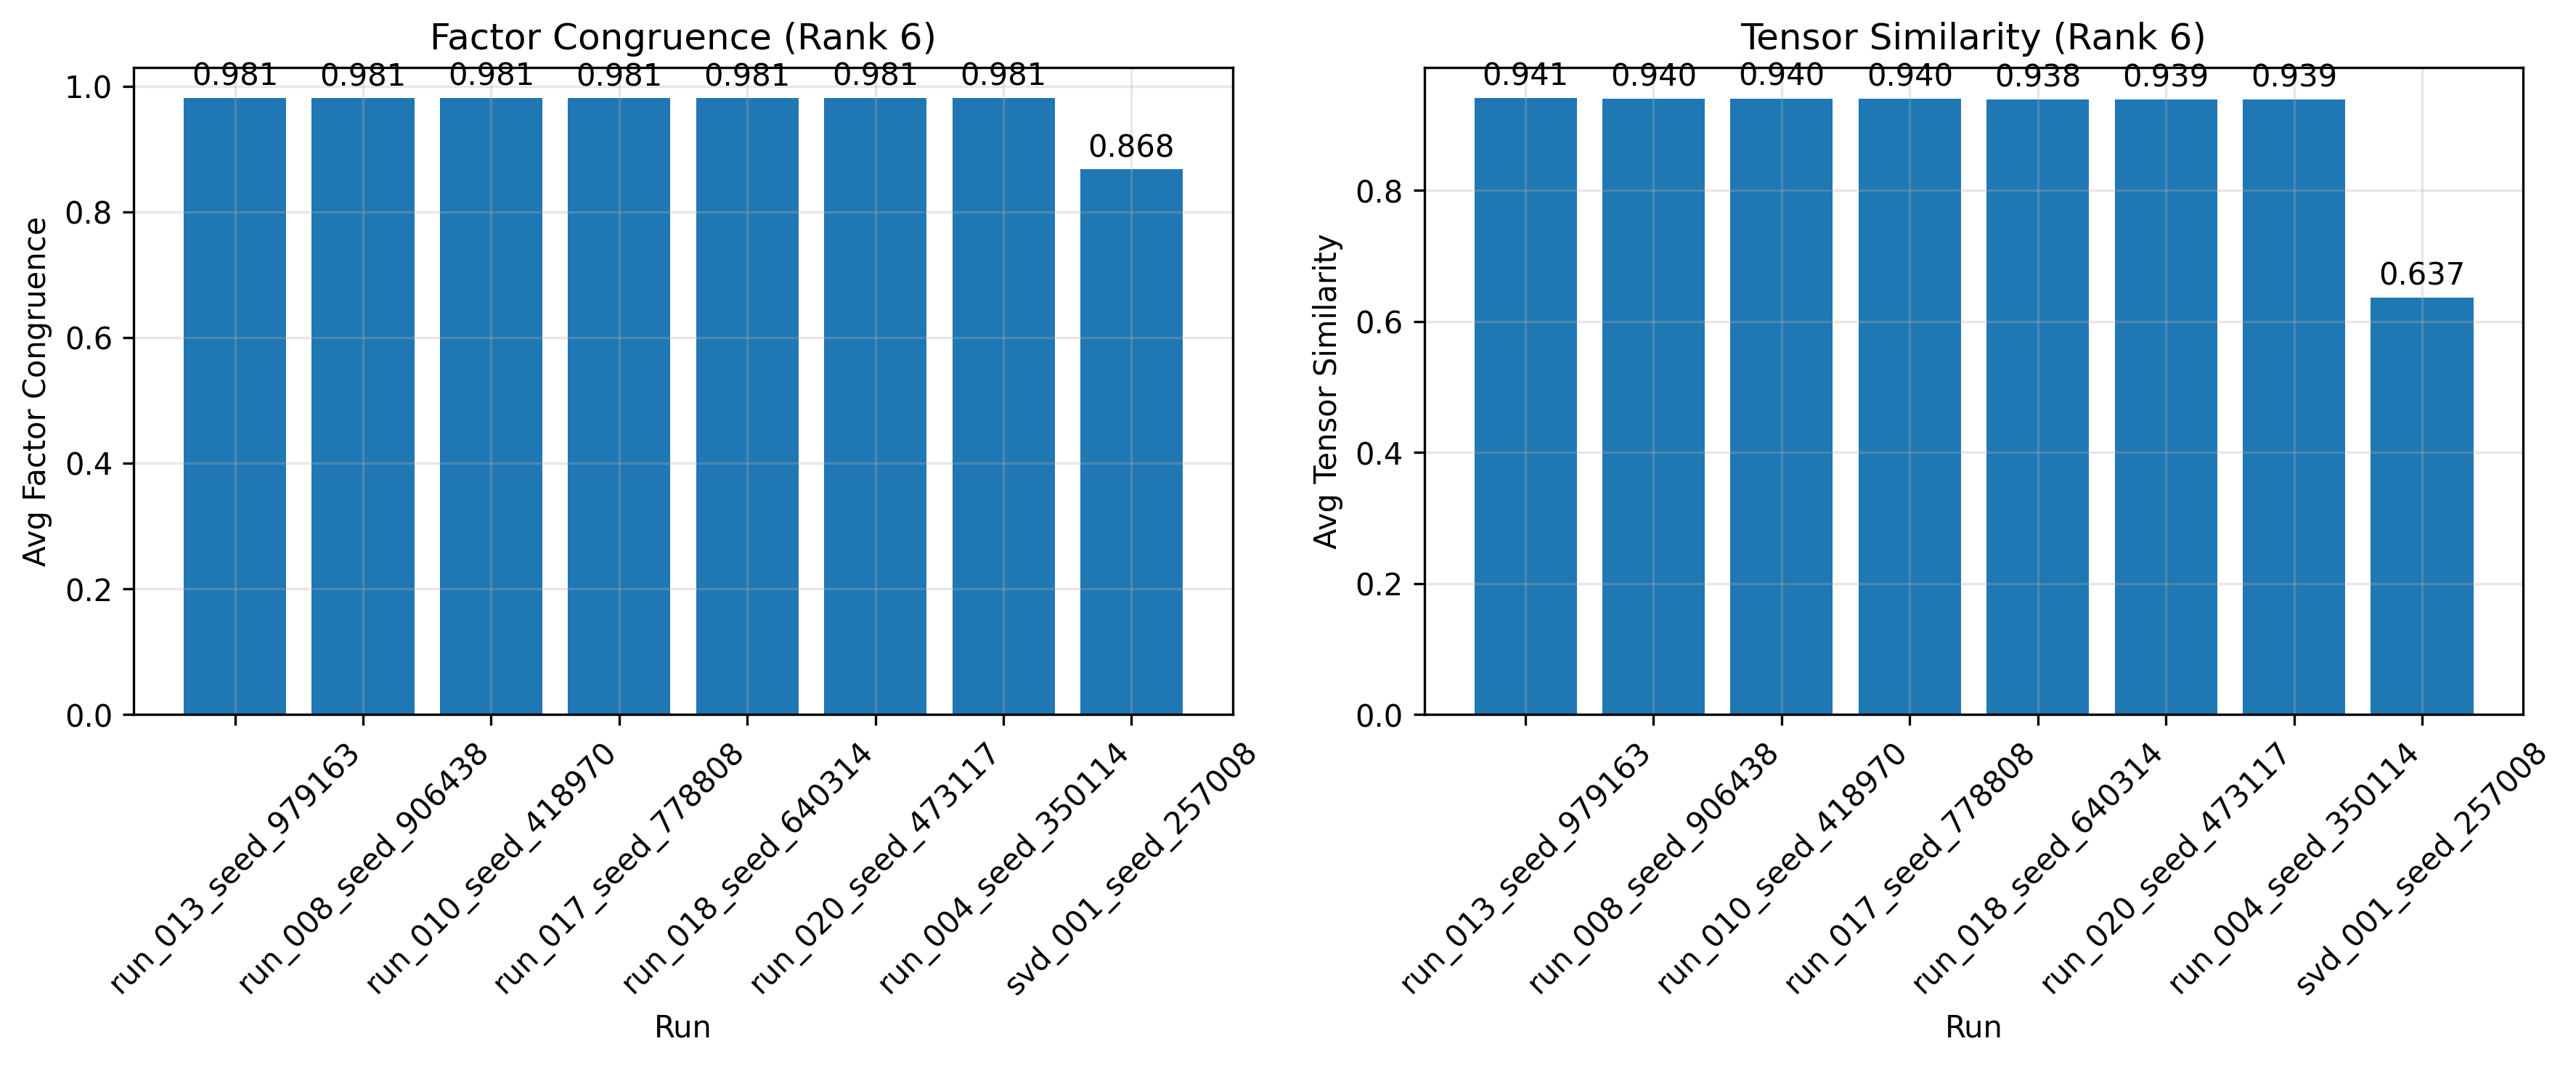 Factor Congruence (Rank 6)
0.981 0.981 0.981 0.981 0.981 0.981 0.981 0.868
1.0
0.8
0.6
0.4
0.2
0.0
Avg Factor Congruence
run_013_seed_979163
run_008_seed_906438
run_010_seed_418970
run_017_seed_778808
run_018_seed_640314
run_020_seed_473117
run_004_seed_350114
svd_001_seed_257008
Run
Tensor Similarity (Rank 6)
0.941 0.940 0.940 0.940 0.938 0.939 0.939 0.637
0.8
0.6
0.4
0.2
0.0
Avg Tensor Similarity
run_013_seed_979163
run_008_seed_906438
run_010_seed_418970
run_017_seed_778808
run_018_seed_640314
run_020_seed_473117
run_004_seed_350114
svd_001_seed_257008
Run